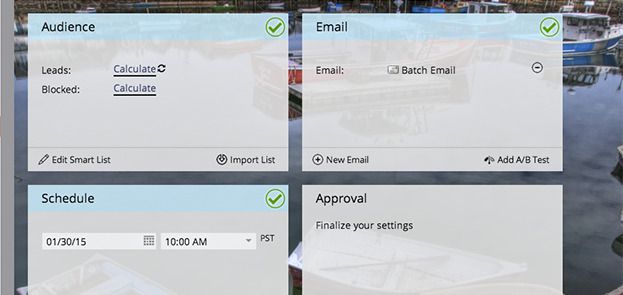 Audience
Leads: Calculate
Blocked: Calculate
Edit Smart List Import List
Email
Email: Batch Email
New Email Add A/B Test
Schedule
01/30/15 10:00 AM PST
Approval
Finalize your settings